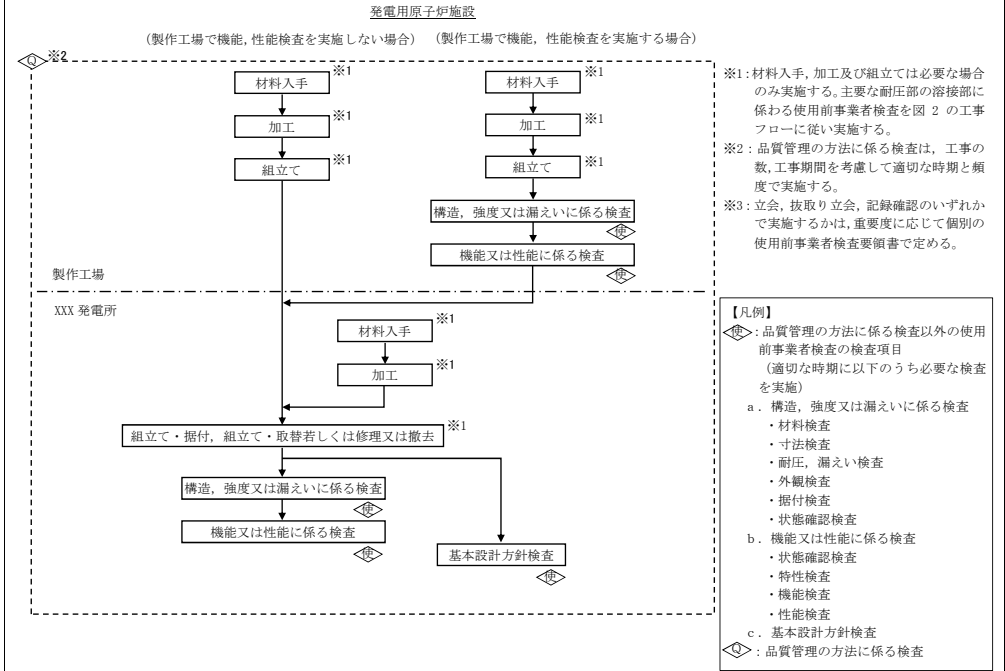 発電用原子炉施設
(製作工場で機能,性能検査を実施しない場合) (製作工場で機能,性能検査を実施する場合)
Q ※2
材料入手 ※1
加工 ※1
組立て ※1
材料入手 ※1
加工 ※1
組立て ※1
構造,強度又は漏えいに係る検査
使
機能又は性能に係る検査
使
製作工場
XXX 発電所
材料入手 ※1
加工 ※1
組立て・据付,組立て・取替若しくは修理又は撤去 ※1
構造,強度又は漏えいに係る検査
使
機能又は性能に係る検査
使
基本設計方針検査
使
※1:材料入手,加工及び組立ては必要な場合
のみ実施する。主要な耐圧部の溶接部に
係わる使用前事業者検査を図 2 の工事
フローに従い実施する。
※2:品質管理の方法に係る検査は,工事の
数,工事期間を考慮して適切な時期と頻
度で実施する。
※3:立会,抜取り立会,記録確認のいずれか
で実施するかは,重要度に応じて個別の
使用前事業者検査要領書で定める。
【凡例】
使:品質管理の方法に係る検査以外の使用
前事業者検査の検査項目
(適切な時期に以下のうち必要な検査
を実施)
a.構造,強度又は漏えいに係る検査
・材料検査
・寸法検査
・耐圧,漏えい検査
・外観検査
・据付検査
・状態確認検査
b.機能又は性能に係る検査
・状態確認検査
・特性検査
・機能検査
・性能検査
c.基本設計方針検査
Q:品質管理の方法に係る検査